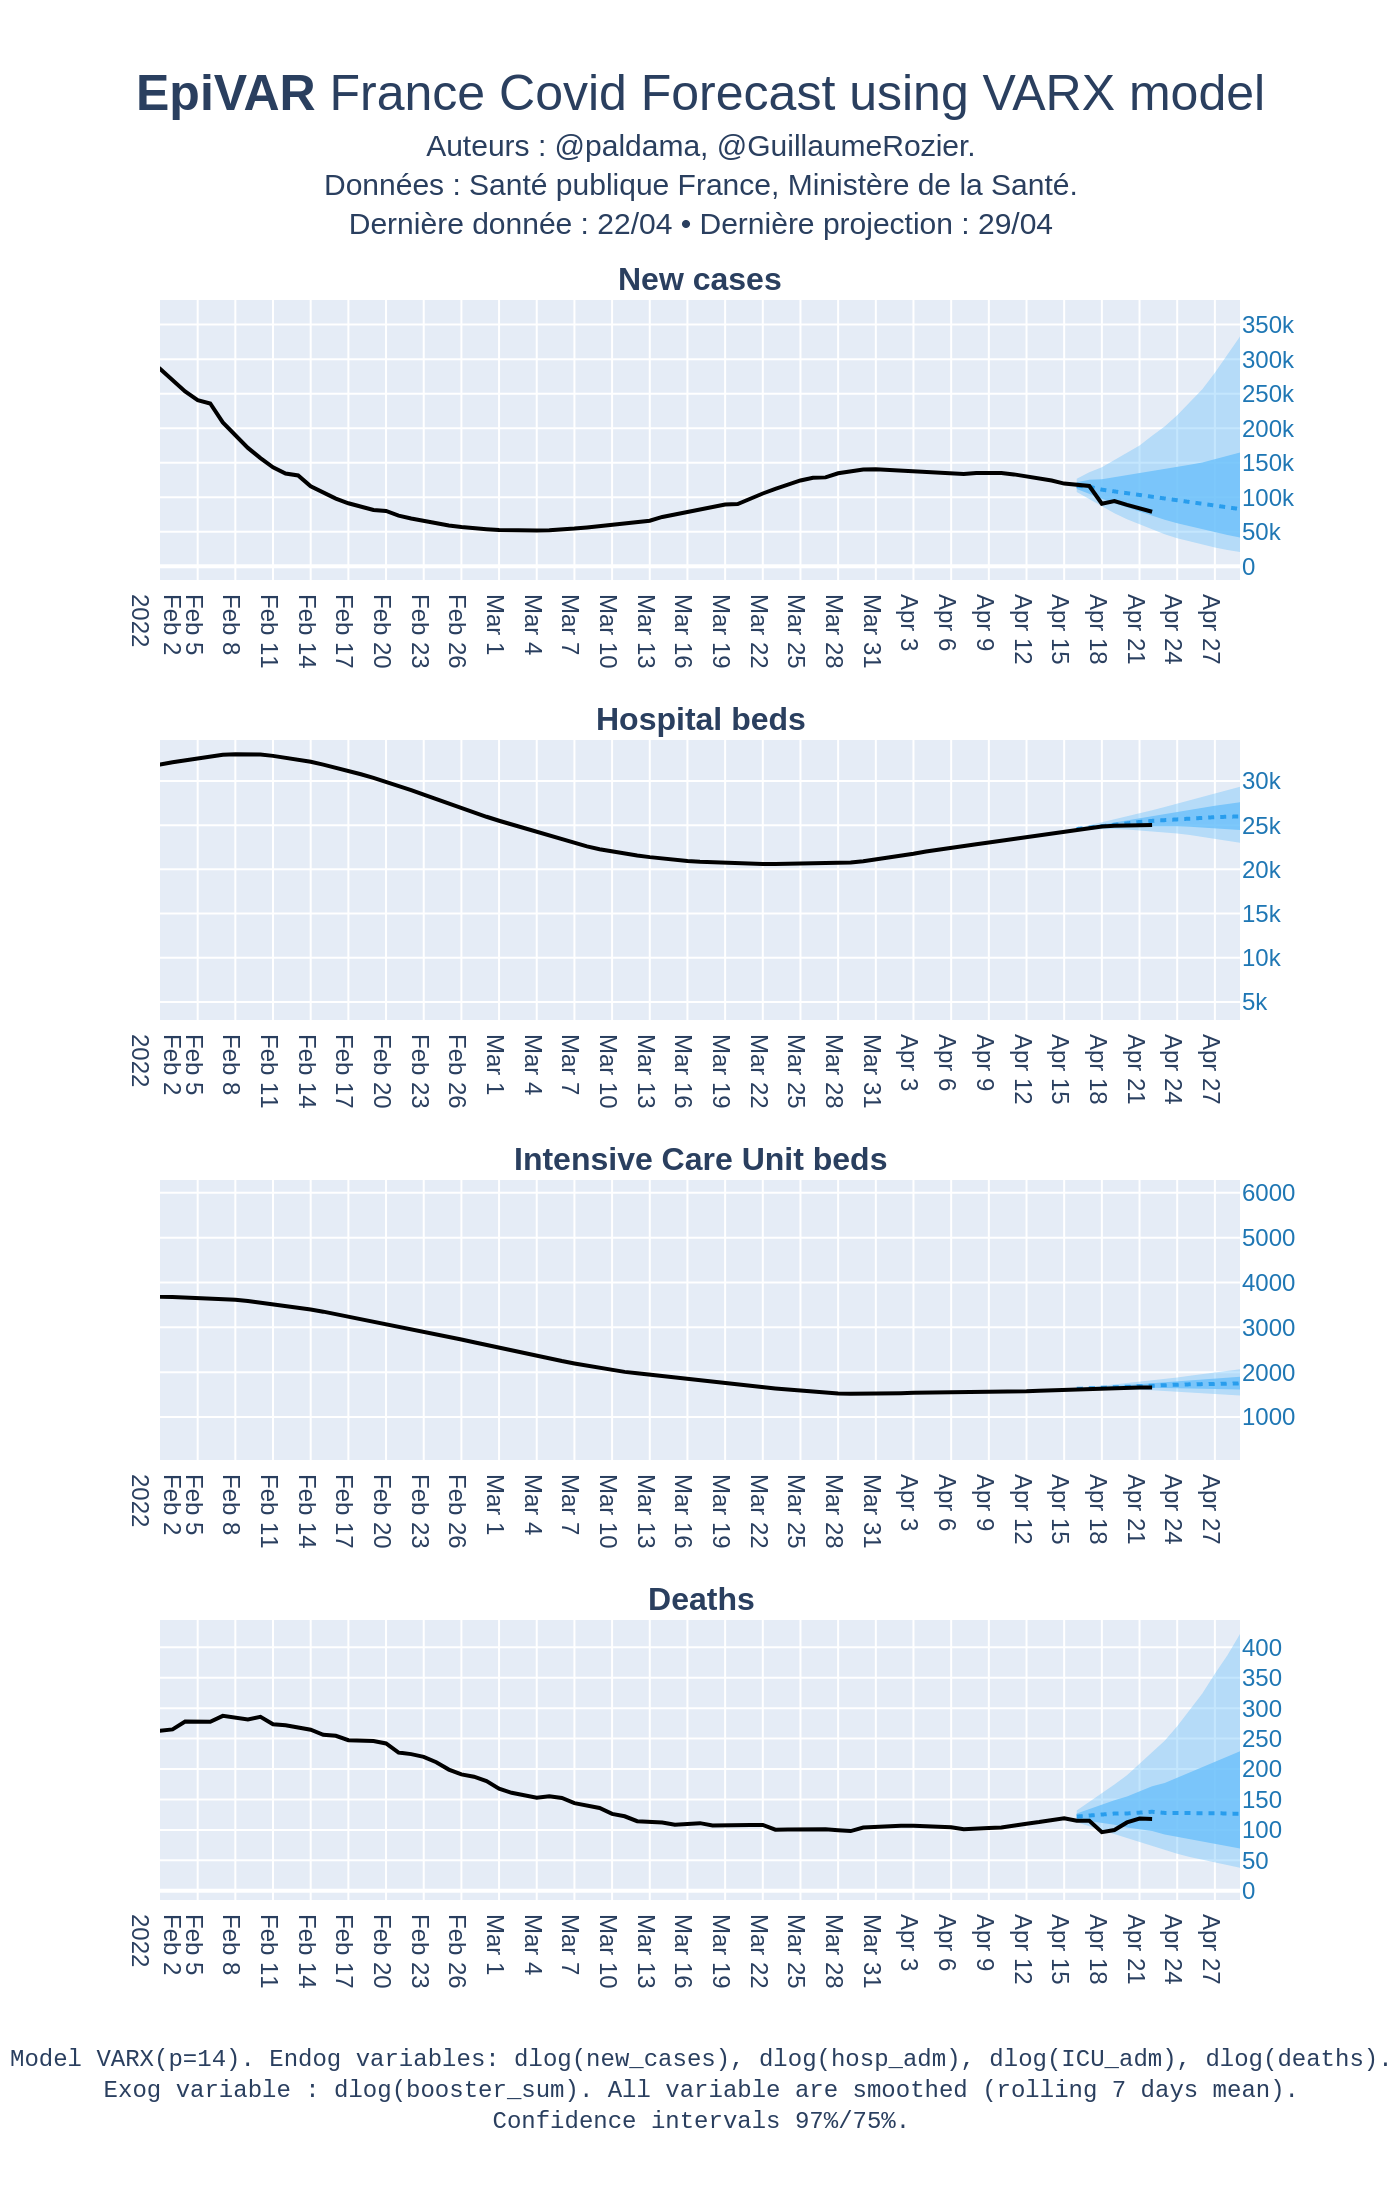 EpiVAR France Covid Forecast using VARX model
Auteurs : @paldama, @GuillaumeRozier.
Données : Santé publique France, Ministère de la Santé.
Dernière donnée : 22/04 • Dernière projection : 29/04
New cases
350k
300k
250k
200k
150k
100k
50k
0
2022
Feb 2
Feb 5
Feb 8
Feb 11
Feb 14
Feb 17
Feb 20
Feb 23
Feb 26
Mar 1
Mar 4
Mar 7
Mar 10
Mar 13
Mar 16
Mar 19
Mar 22
Mar 25
Mar 28
Mar 31
Apr 3
Apr 6
Apr 9
Apr 12
Apr 15
Apr 18
Apr 21
Apr 24
Apr 27
Hospital beds
30k
25k
20k
15k
10k
5k
2022
Feb 2
Feb 5
Feb 8
Feb 11
Feb 14
Feb 17
Feb 20
Feb 23
Feb 26
Mar 1
Mar 4
Mar 7
Mar 10
Mar 13
Mar 16
Mar 19
Mar 22
Mar 25
Mar 28
Mar 31
Apr 3
Apr 6
Apr 9
Apr 12
Apr 15
Apr 18
Apr 21
Apr 24
Apr 27
Intensive Care Unit beds
6000
5000
4000
3000
2000
1000
2022
Feb 2
Feb 5
Feb 8
Feb 11
Feb 14
Feb 17
Feb 20
Feb 23
Feb 26
Mar 1
Mar 4
Mar 7
Mar 10
Mar 13
Mar 16
Mar 19
Mar 22
Mar 25
Mar 28
Mar 31
Apr 3
Apr 6
Apr 9
Apr 12
Apr 15
Apr 18
Apr 21
Apr 24
Apr 27
Deaths
400
350
300
250
200
150
100
50
0
2022
Feb 2
Feb 5
Feb 8
Feb 11
Feb 14
Feb 17
Feb 20
Feb 23
Feb 26
Mar 1
Mar 4
Mar 7
Mar 10
Mar 13
Mar 16
Mar 19
Mar 22
Mar 25
Mar 28
Mar 31
Apr 3
Apr 6
Apr 9
Apr 12
Apr 15
Apr 18
Apr 21
Apr 24
Apr 27
Model VARX(p=14). Endog variables: dlog(new_cases), dlog(hosp_adm), dlog(ICU_adm), dlog(deaths).
Exog variable : dlog(booster_sum). All variable are smoothed (rolling 7 days mean).
Confidence intervals 97%/75%.